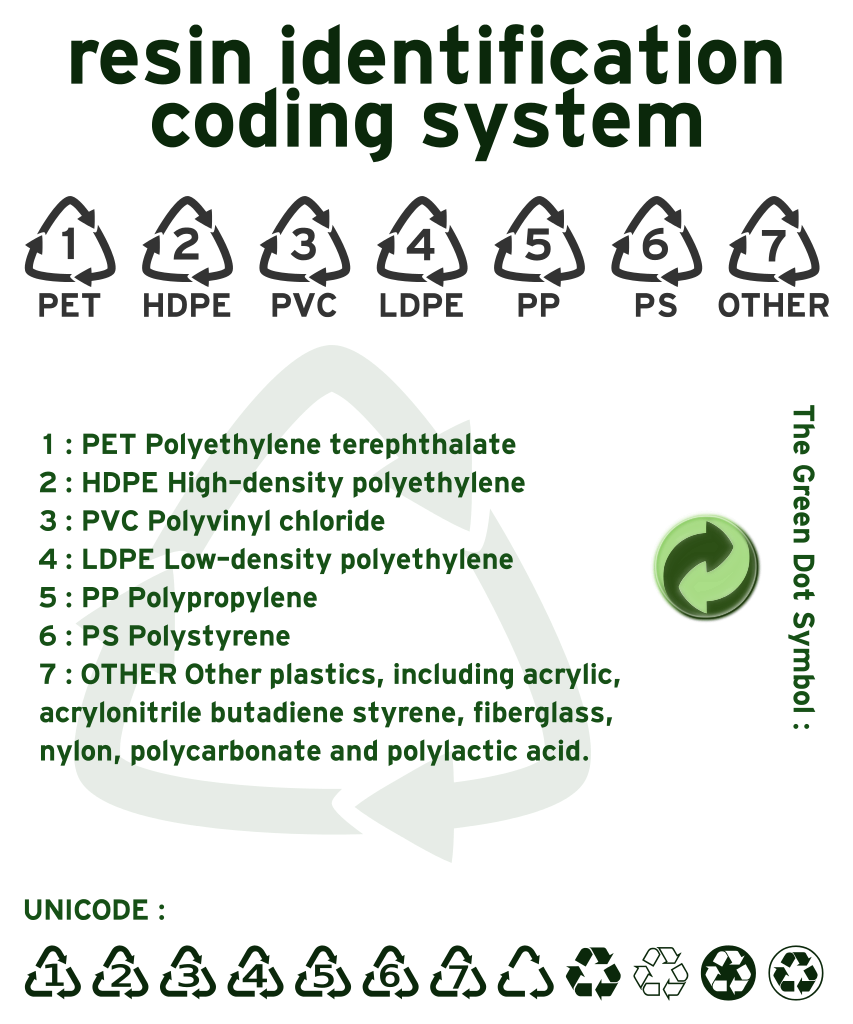 resin identification
coding system
1 2 3 4 5 6 7
PET HDPE PVC LDPE PP PS OTHER
1 : PET Polyethylene terephthalate
2 : HDPE High-density polyethylene
3 : PVC Polyvinyl chloride
4 : LDPE Low-density polyethylene
5 : PP Polypropylene
6 : PS Polystyrene
7 : OTHER Other plastics, including acrylic,
acrylonitrile butadiene styrene, fiberglass,
nylon, polycarbonate and polylactic acid.
The Green Dot Symbol :
UNICODE :
1 2 3 4 5 6 7